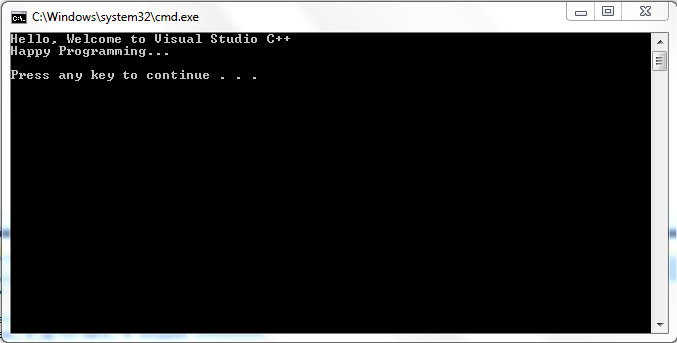 C:\Windows\system32\cmd.exe
Hello, Welcome to Visual Studio C++
Happy Programming...
Press any key to continue . . .